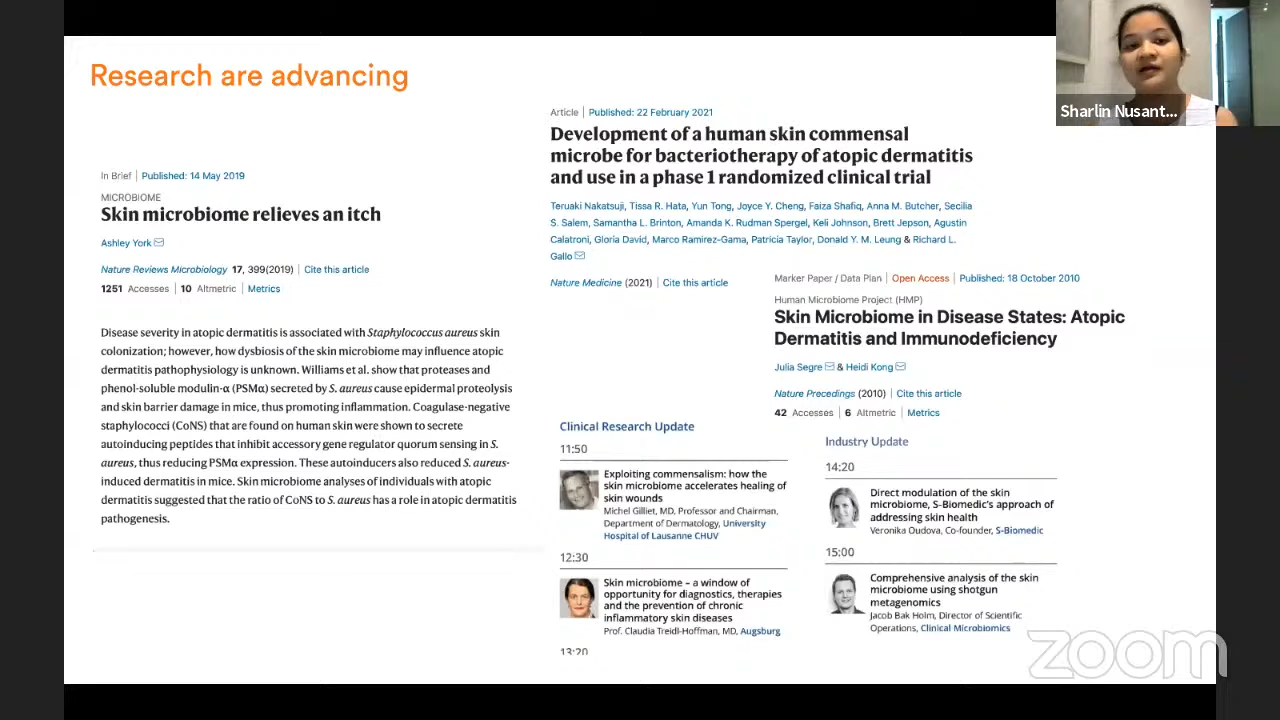 Research are advancing
Sharlin Nusant...
In Brief | Published: 14 May 2019
MICROBIOME
Skin microbiome relieves an itch
Ashley York
Nature Reviews Microbiology 17, 399(2019) | Cite this article
1251 Accesses | 10 Altmetric | Metrics
Disease severity in atopic dermatitis is associated with Staphylococcus aureus skin
colonization; however, how dysbiosis of the skin microbiome may influence atopic
dermatitis pathophysiology is unknown. Williams et al. show that proteases and
phenol-soluble modulin-α (PSMα) secreted by S. aureus cause epidermal proteolysis
and skin barrier damage in mice, thus promoting inflammation. Coagulase-negative
staphylococci (CoNS) that are found on human skin were shown to secrete
autoinducing peptides that inhibit accessory gene regulator quorum sensing in S.
aureus, thus reducing PSMα expression. These autoinducers also reduced S. aureus-
induced dermatitis in mice. Skin microbiome analyses of individuals with atopic
dermatitis suggested that the ratio of CoNS to S. aureus has a role in atopic dermatitis
pathogenesis.
Article | Published: 22 February 2021
Development of a human skin commensal
microbe for bacteriotherapy of atopic dermatitis
and use in a phase 1 randomized clinical trial
Teruaki Nakatsuji, Tissa R. Hata, Yun Tong, Joyce Y. Cheng, Faiza Shafiq, Anna M. Butcher, Secilia
S. Salem, Samantha L. Brinton, Amanda K. Rudman Spergel, Keli Johnson, Brett Jepson, Agustin
Calatroni, Gloria David, Marco Ramirez-Gama, Patricia Taylor, Donald Y. M. Leung & Richard L.
Gallo
Nature Medicine (2021) | Cite this article
Marker Paper / Data Plan | Open Access | Published: 18 October 2010
Human Microbiome Project (HMP)
Skin Microbiome in Disease States: Atopic
Dermatitis and Immunodeficiency
Julia Segre & Heidi Kong
Nature Precedings (2010) | Cite this article
42 Accesses | 6 Altmetric | Metrics
Clinical Research Update
11:50
Exploiting commensalism: how the
skin microbiome accelerates healing of
skin wounds
Michel Gilliet, MD, Professor and Chairman,
Department of Dermatology, University
Hospital of Lausanne CHUV
12:30
Skin microbiome – a window of
opportunity for diagnostics, therapies
and the prevention of chronic
inflammatory skin diseases
Prof. Claudia Treidl-Hoffman, MD, Augsburg
13:20
Industry Update
14:20
Direct modulation of the skin
microbiome, S-Biomedic's approach of
addressing skin health
Veronika Oudova, Co-founder, S-Biomedic
15:00
Comprehensive analysis of the skin
microbiome using shotgun
metagenomics
Jacob Bak Holm, Director of Scientific
Operations, Clinical Microbiomics
zoom